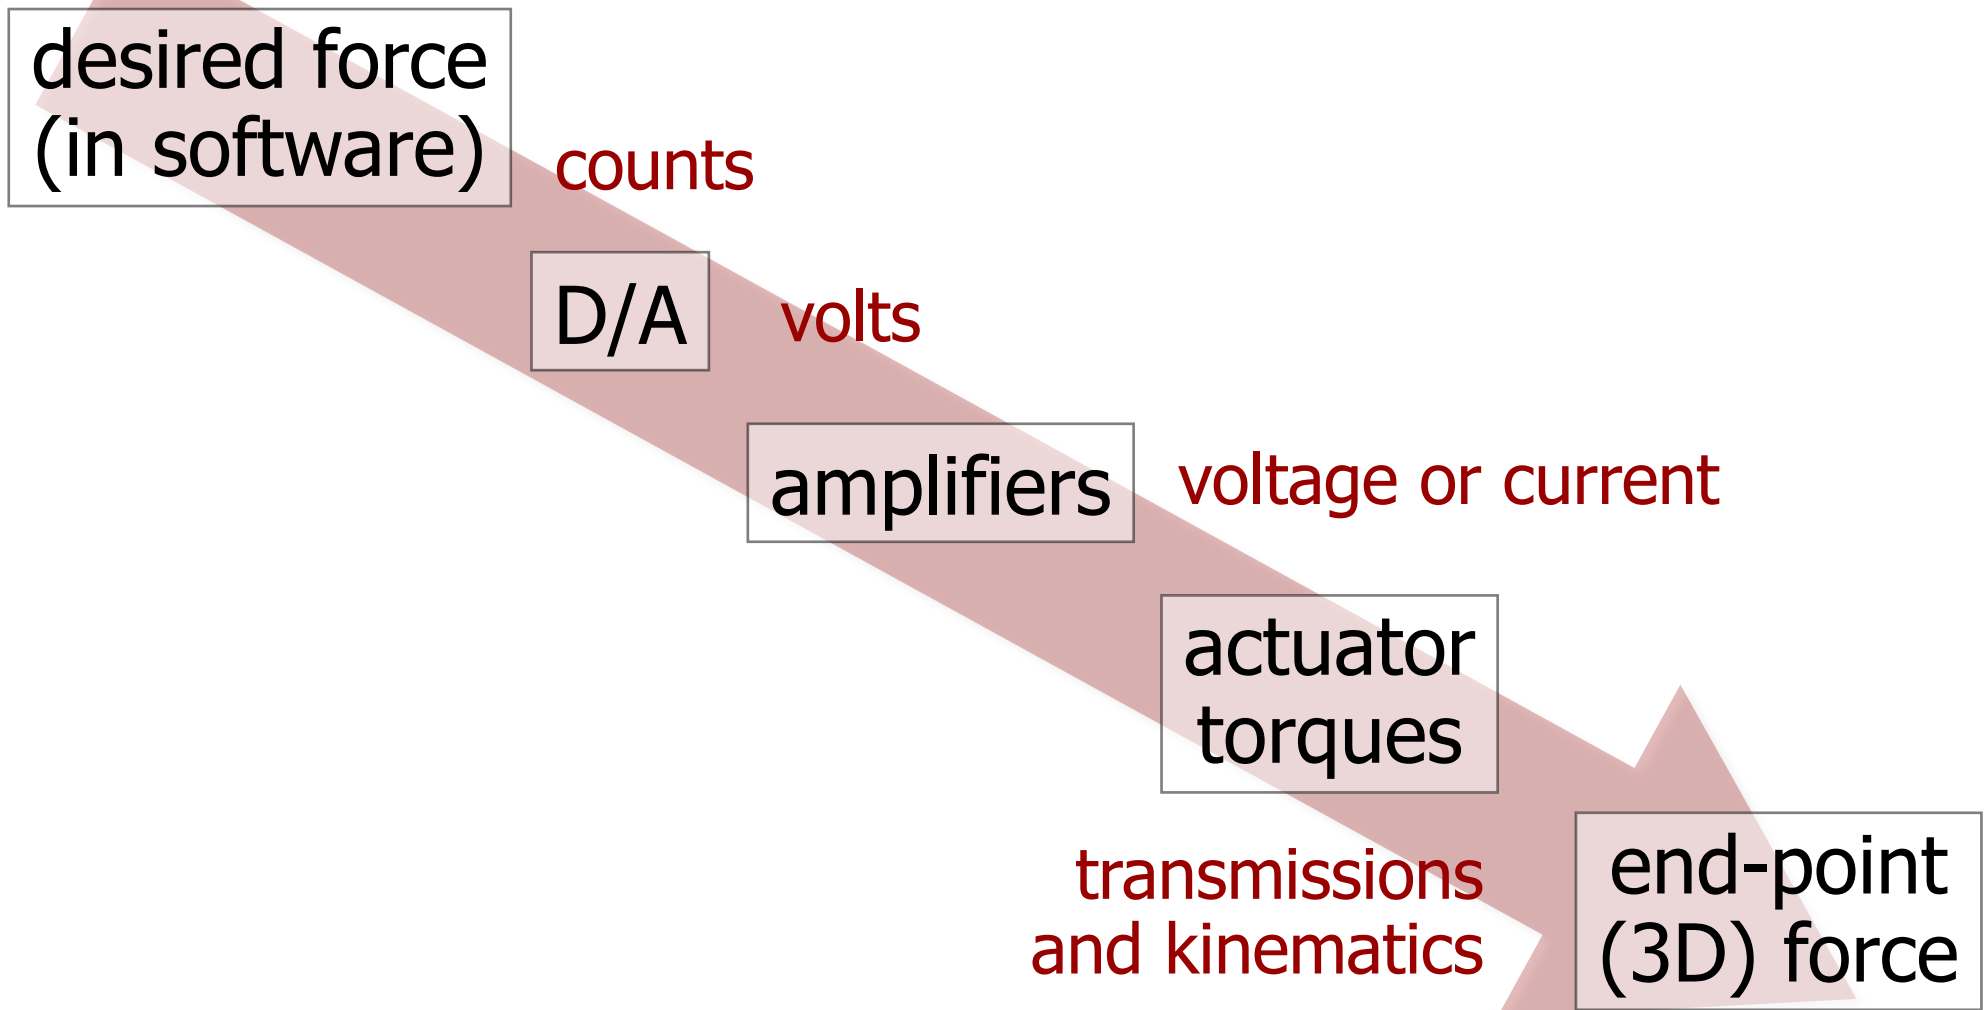 desired force
(in software)
counts
D/A
volts
amplifiers
voltage or current
actuator
torques
transmissions
and kinematics
end-point
(3D) force